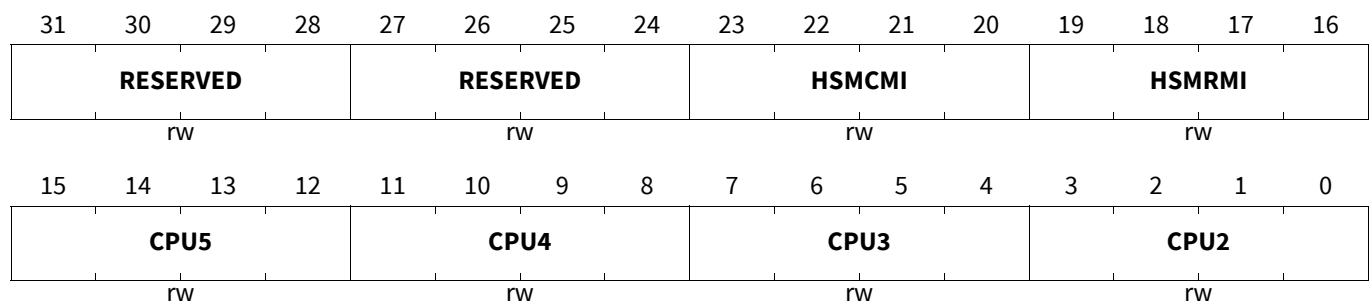 31 30 29 28 27 26 25 24 23 22 21 20 19 18 17 16
RESERVED RESERVED HSMCMI HSMRMI
rw rw rw rw
15 14 13 12 11 10 9 8 7 6 5 4 3 2 1 0
CPU5 CPU4 CPU3 CPU2
rw rw rw rw